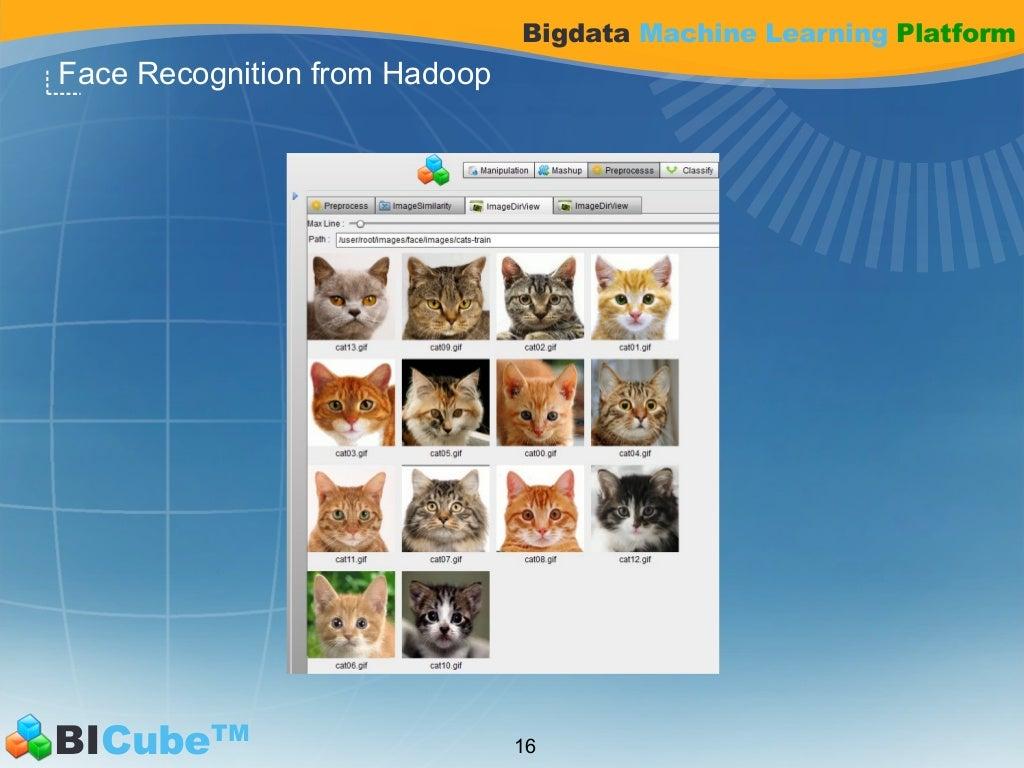 Bigdata Machine Learning Platform
Face Recognition from Hadoop
Manipulation Mashup Preprocesss Classify
Preprocess ImageSimilarity ImageDirView ImageDirView
Max Line :
Path : /user/root/images/face/images/cats-train
cat13.gif cat09.gif cat02.gif cat01.gif
cat03.gif cat05.gif cat00.gif cat04.gif
cat11.gif cat07.gif cat08.gif cat12.gif
cat06.gif cat10.gif
BICube™
16